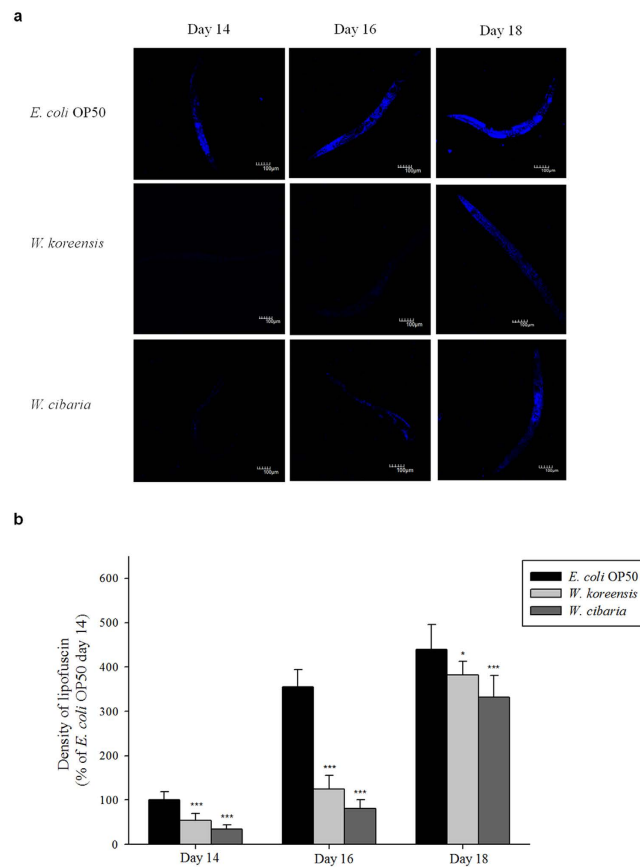 a
Day 14 Day 16 Day 18
E. coli OP50
100µm 100µm 100µm
W. koreensis
100µm 100µm 100µm
W. cibaria
100µm 100µm 100µm
b
Density of lipofuscin
(% of E. coli OP50 day 14)
600
500
400
300
200
100
0
E. coli OP50
W. koreensis
W. cibaria
*** ***
*** ***
* ***
Day 14 Day 16 Day 18